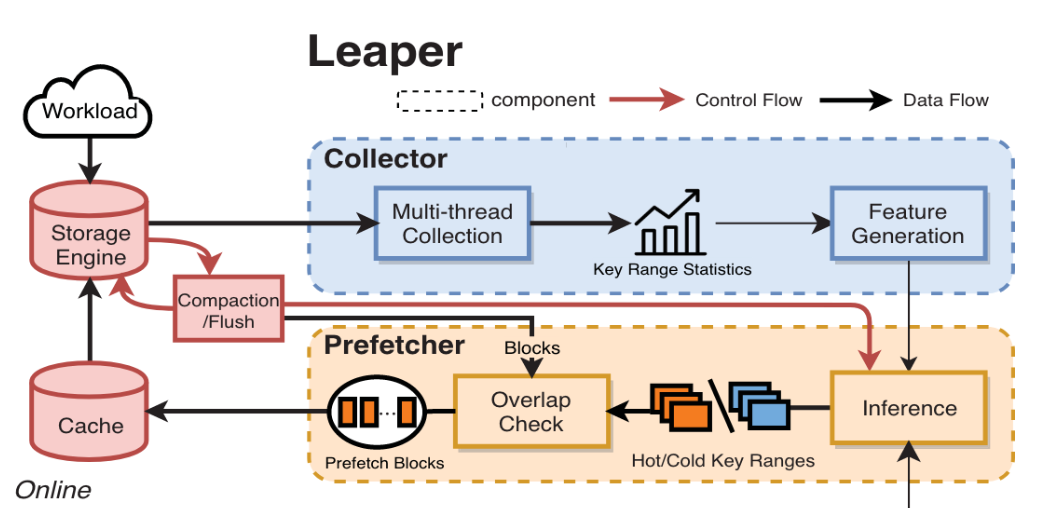 Leaper
component
Control Flow
Data Flow
Workload
Collector
Storage
Engine
Multi-thread
Collection
Key Range Statistics
Feature
Generation
Compaction
/Flush
Prefetcher
Blocks
Cache
Prefetch Blocks
Overlap
Check
Hot/Cold Key Ranges
Inference
Online